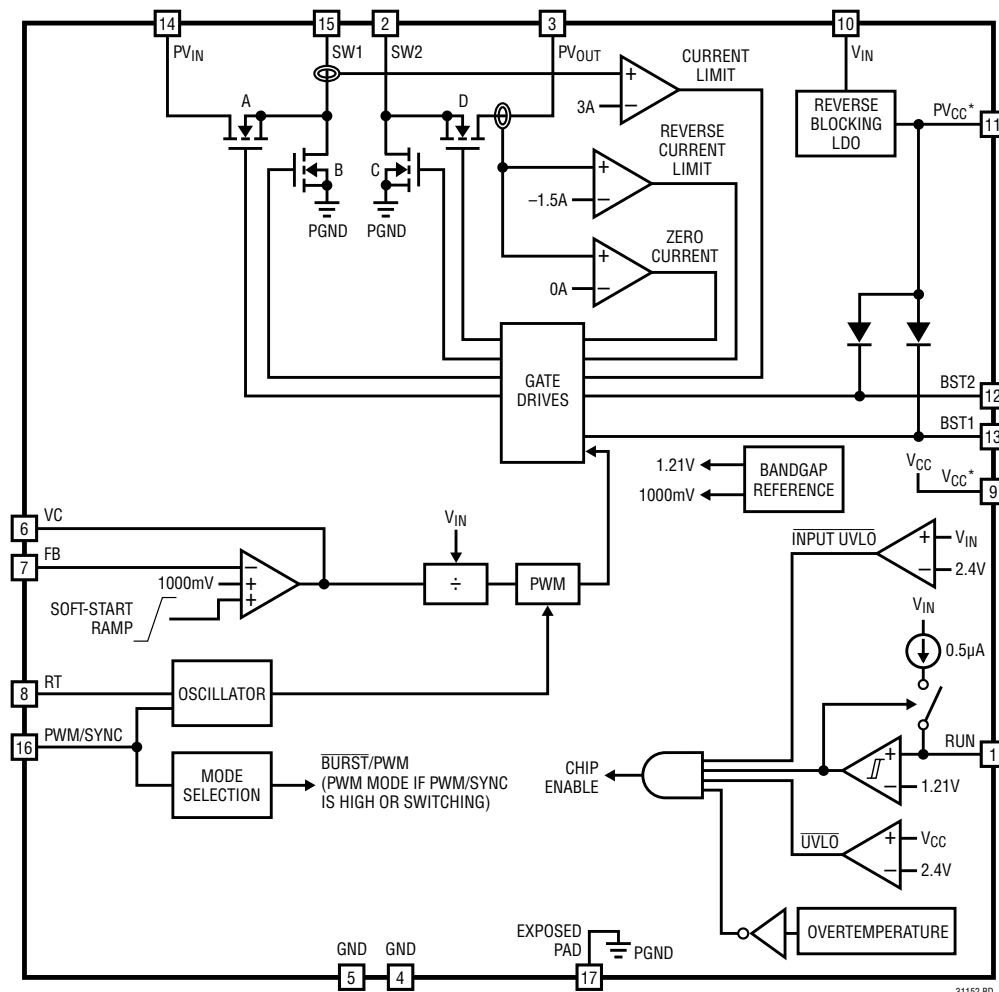 14
15
2
3
10
PVIN
SW1
SW2
PVOUT
VIN
A
D
B
C
PGND
PGND
+
3A
–
CURRENT
LIMIT
REVERSE
CURRENT
LIMIT
+
–1.5A
–
ZERO
CURRENT
+
0A
–
REVERSE
BLOCKING
LDO
PVCC*
11
GATE
DRIVES
BST2
12
BST1
13
1.21V
1000mV
BANDGAP
REFERENCE
VCC
VCC*
9
6
VC
7
FB
1000mV
SOFT-START
RAMP
–
+
+
VIN
÷
PWM
INPUT UVLO
+
–
VIN
2.4V
VIN
0.5µA
8
RT
OSCILLATOR
16
PWM/SYNC
MODE
SELECTION
BURST/PWM
(PWM MODE IF PWM/SYNC
IS HIGH OR SWITCHING)
CHIP
ENABLE
RUN
1
+
–
1.21V
UVLO
+
–
VCC
2.4V
OVERTEMPERATURE
GND
GND
5
4
EXPOSED
PAD
17
PGND
31152 BD